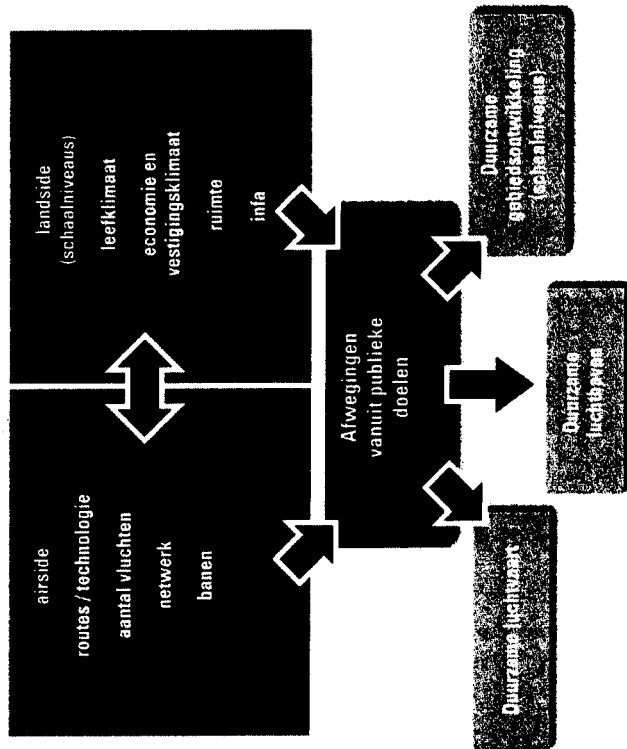 airside
routes / technologie
aantal vluchten
netwerk
banen
landside
(schaalniveaus)
leefklimaat
economie en
vestigingsklimaat
ruimte
infa
Afwegingen
vanuit publieke
doelen
Duurzame luchtvaart
Duurzame
luchthaven
Duurzame
gebiedsontwikkeling
(schaalniveaus)